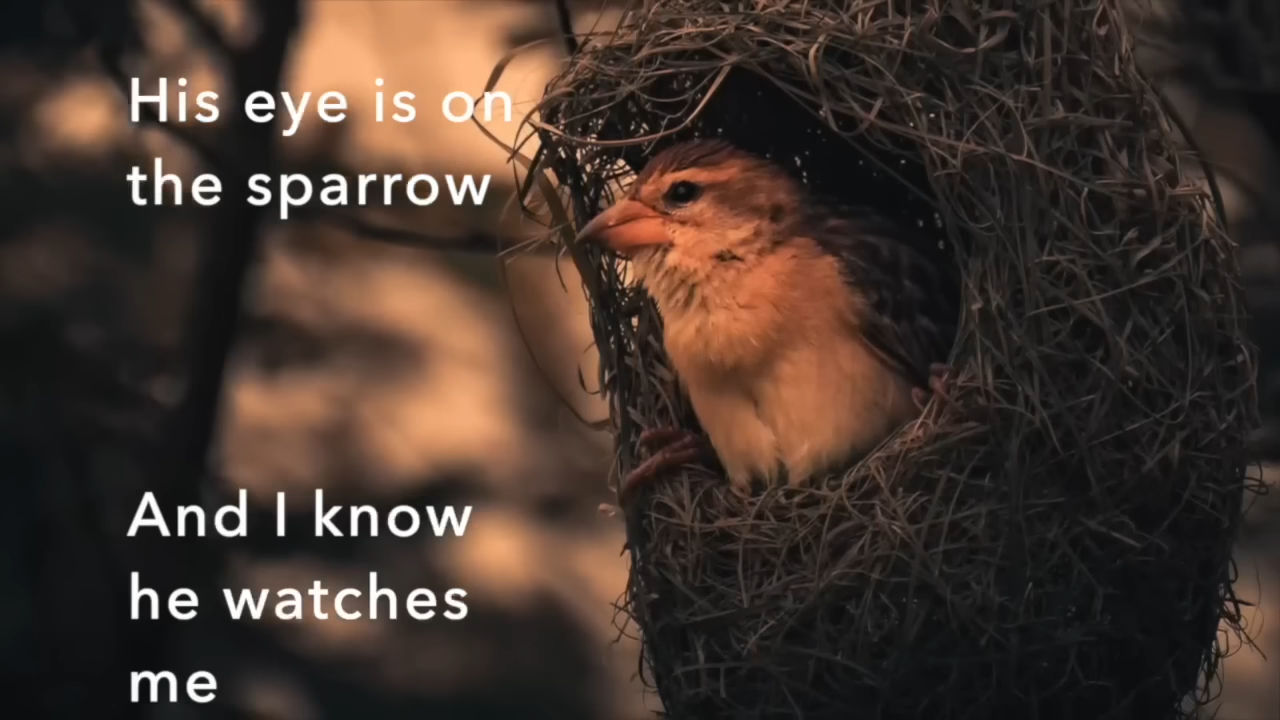 His eye is on
the sparrow
And I know
he watches
me